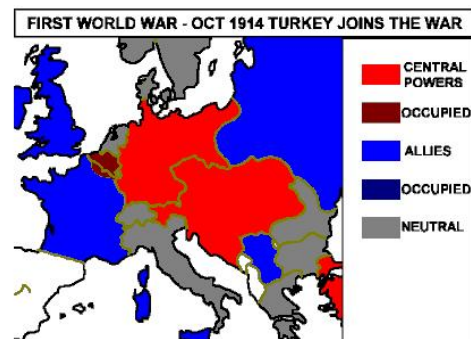 FIRST WORLD WAR - OCT 1914 TURKEY JOINS THE WAR
CENTRAL
POWERS
OCCUPIED
ALLIES
OCCUPIED
NEUTRAL